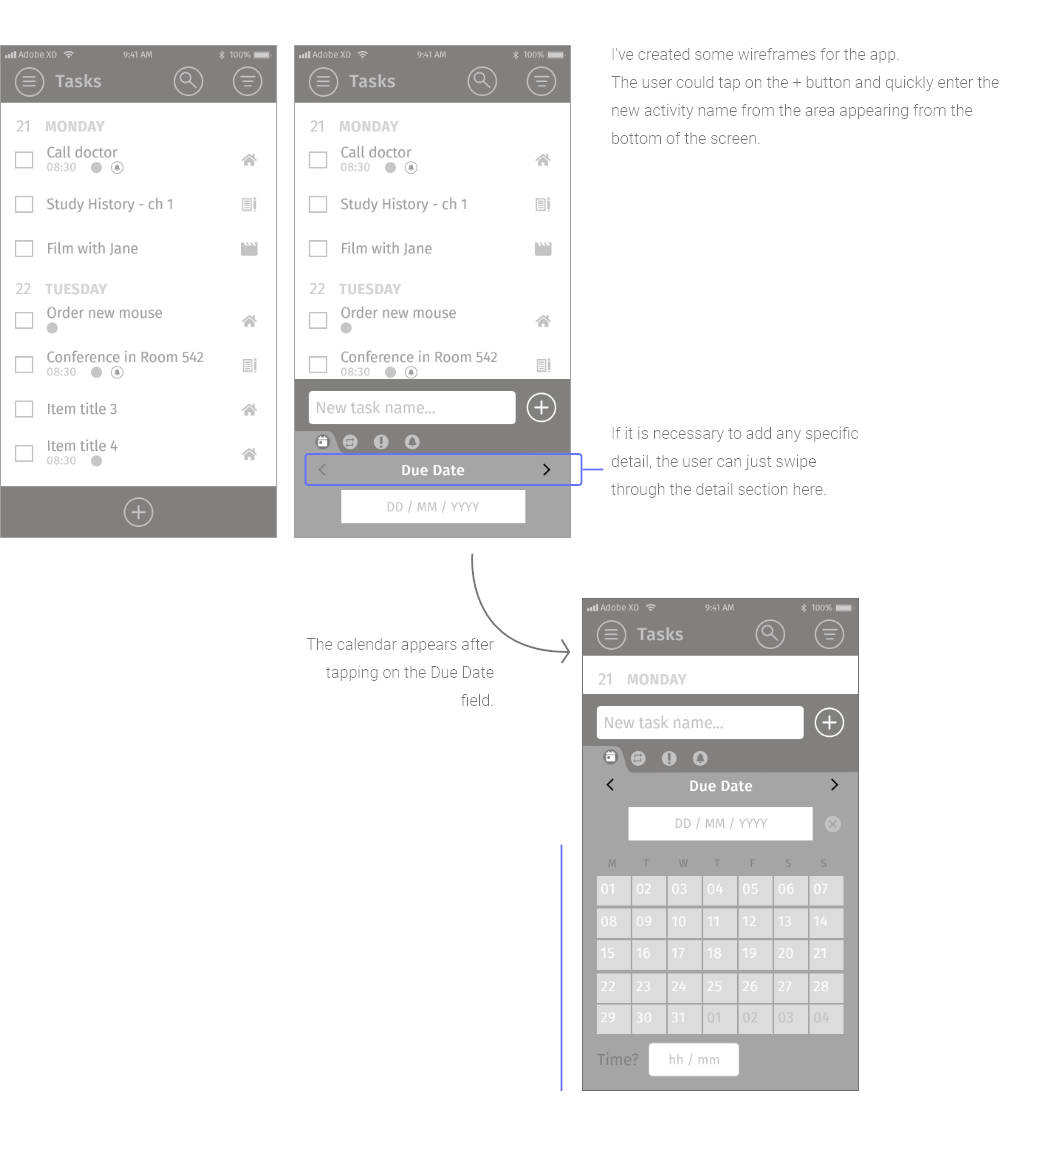 Adobe XD 9:41 AM 100%
Tasks
21 MONDAY
Call doctor
08:30
Study History - ch 1
Film with Jane
22 TUESDAY
Order new mouse
Conference in Room 542
08:30
Item title 3
Item title 4
08:30
Adobe XD 9:41 AM 100%
Tasks
21 MONDAY
Call doctor
08:30
Study History - ch 1
Film with Jane
22 TUESDAY
Order new mouse
Conference in Room 542
08:30
New task name...
Due Date
DD / MM / YYYY
I've created some wireframes for the app.
The user could tap on the + button and quickly enter the
new activity name from the area appearing from the
bottom of the screen.
If it is necessary to add any specific
detail, the user can just swipe
through the detail section here.
The calendar appears after
tapping on the Due Date
field.
Adobe XD 9:41 AM 100%
Tasks
21 MONDAY
New task name...
Due Date
DD / MM / YYYY
M T W T F S S
01 02 03 04 05 06 07
08 09 10 11 12 13 14
15 16 17 18 19 20 21
22 23 24 25 26 27 28
29 30 31 01 02 03 04
Time? hh / mm